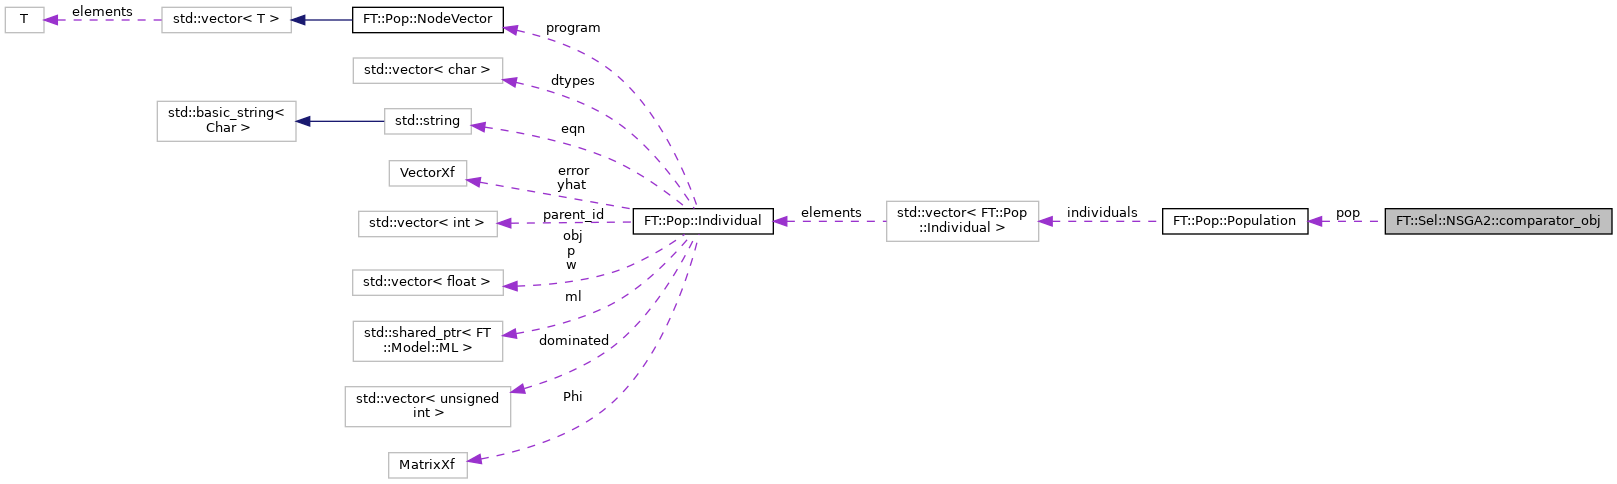 T
elements
std::vector< T >
FT::Pop::NodeVector
program
std::vector< char >
dtypes
std::basic_string<
Char >
std::string
eqn
VectorXf
error
yhat
std::vector< int >
parent_id
obj
p
w
std::vector< float >
ml
std::shared_ptr< FT
::Model::ML >
dominated
std::vector< unsigned
int >
Phi
MatrixXf
FT::Pop::Individual
elements
std::vector< FT::Pop
::Individual >
individuals
FT::Pop::Population
pop
FT::Sel::NSGA2::comparator_obj